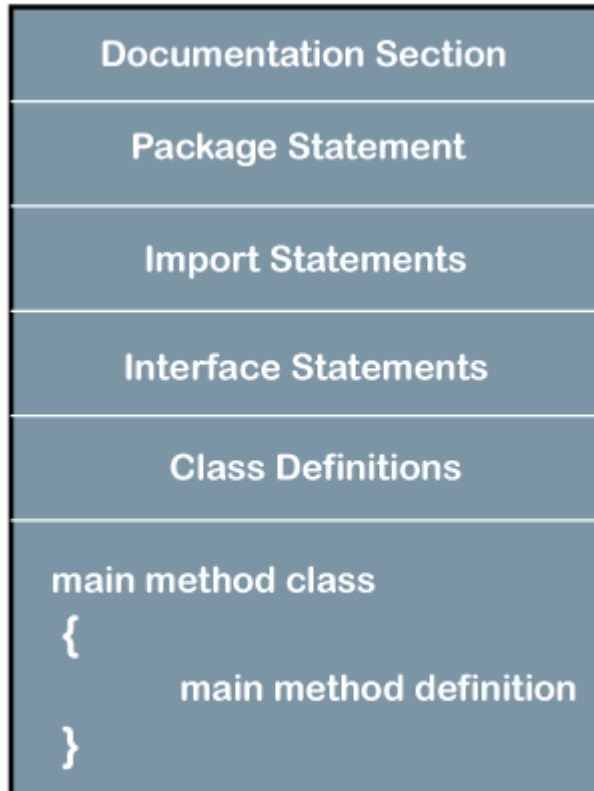 Documentation Section
Package Statement
Import Statements
Interface Statements
Class Definitions
main method class
{
main method definition
}